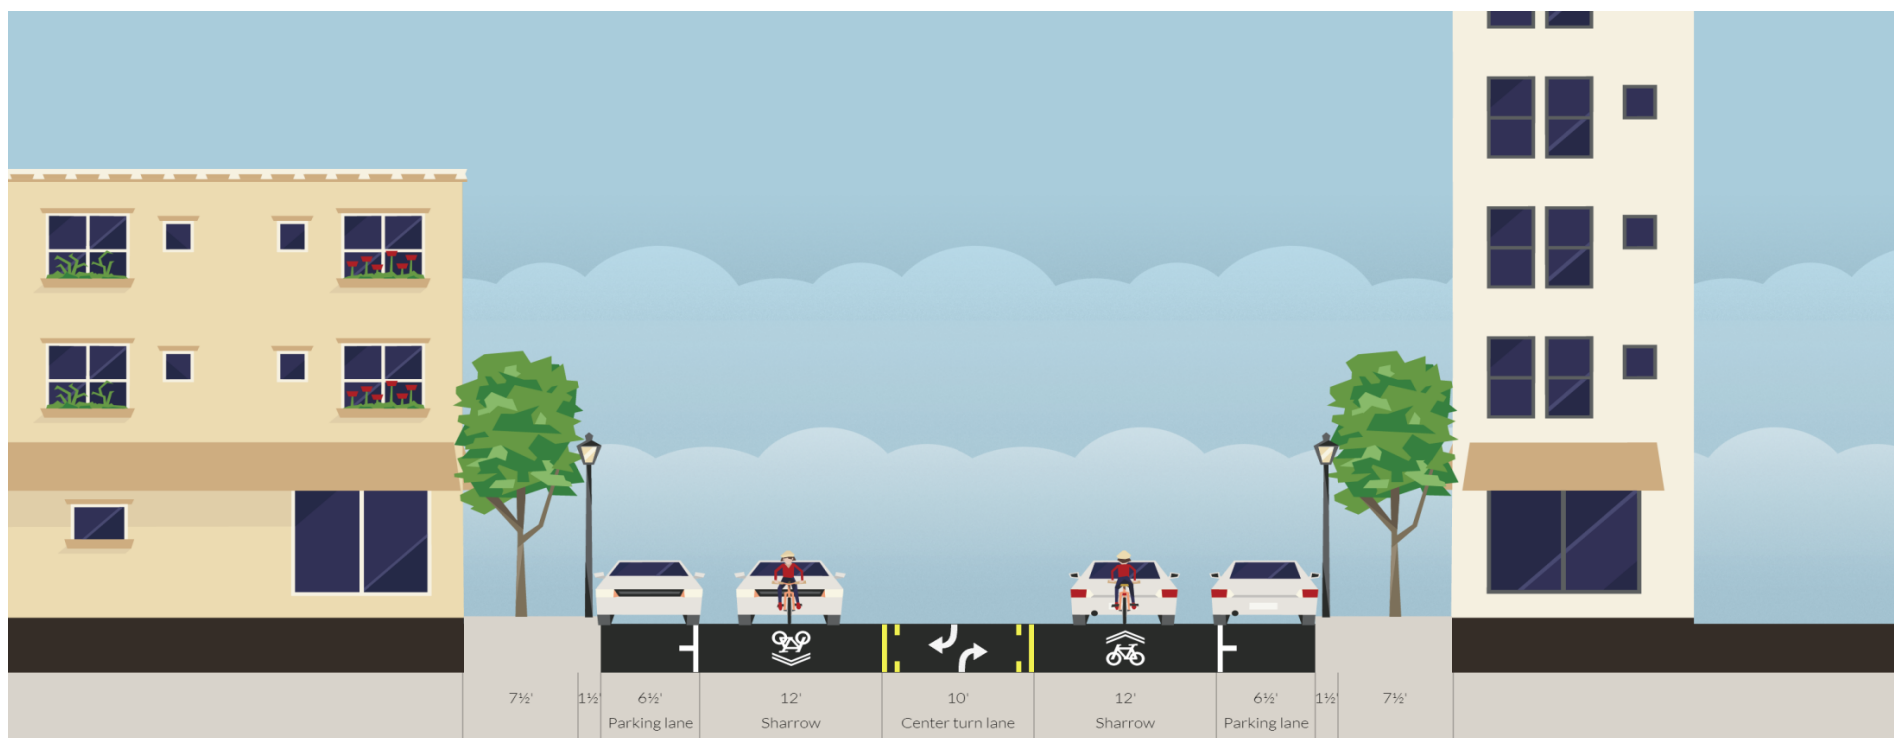 7½' 1½' 6½' 12' 10' 12' 6½' 1½' 7½'
Parking lane Sharrow Center turn lane Sharrow Parking lane